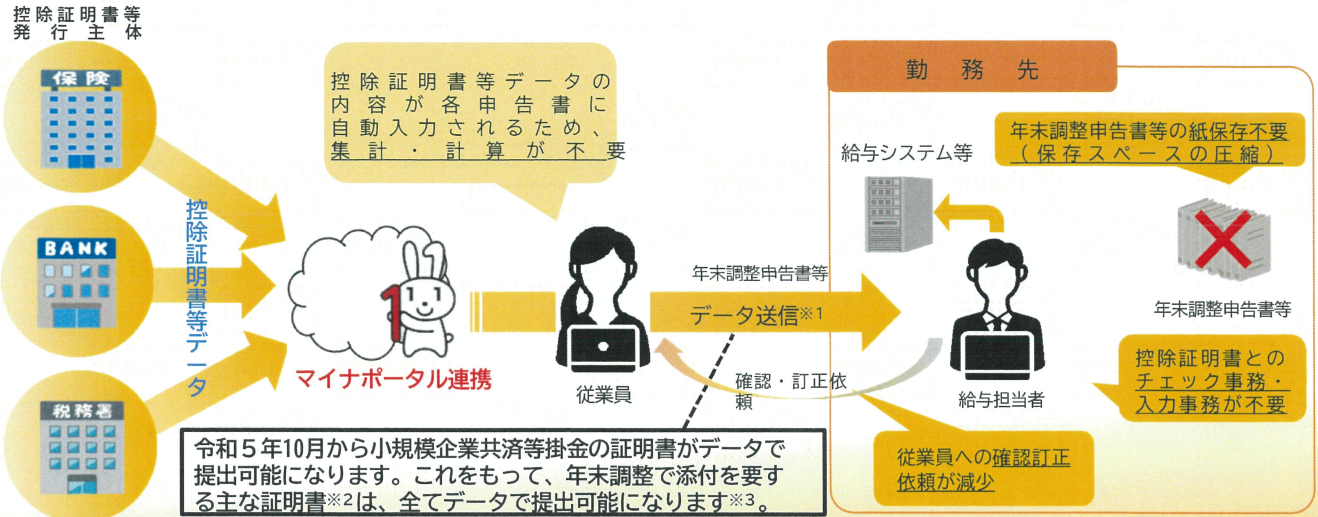 控除証明書等
発行主体
保険
BANK
税務署
控除証明書等データ
控除証明書等データの
内容が各申告書に
自動入力されるため、
集計・計算が不要
マイナポータル連携
従業員
年末調整申告書等
データ送信※1
確認・訂正依
頼
勤務先
給与システム等
給与担当者
年末調整申告書等の紙保存不要
(保存スペースの圧縮)
年末調整申告書等
控除証明書との
チェック事務・
入力事務が不要
従業員への確認訂正
依頼が減少
令和5年10月から小規模企業共済等掛金の証明書がデータで
提出可能になります。これをもって、年末調整で添付を要す
る主な証明書※2は、全てデータで提出可能になります※3。